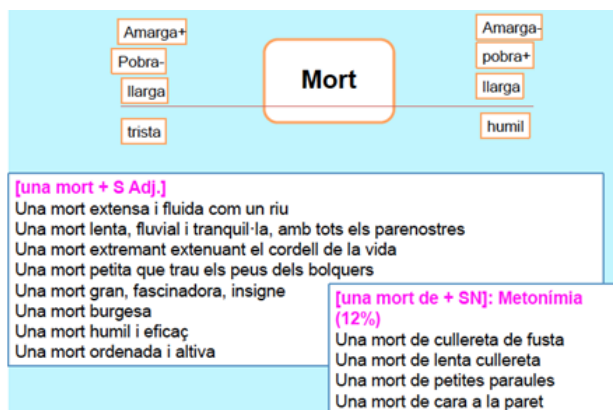 Amarga+
Pobra-
llarga
trista
Mort
Amarga-
pobra+
llarga
humil
[una mort + S Adj.]
Una mort extensa i fluida com un riu
Una mort lenta, fluvial i tranquil·la, amb tots els parenostres
Una mort extremant extenuant el cordell de la vida
Una mort petita que trau els peus dels bolquers
Una mort gran, fascinadora, insigne
Una mort burgesa
Una mort humil i eficaç
Una mort ordenada i altiva
[una mort de + SN]: Metonímia
(12%)
Una mort de cullereta de fusta
Una mort de lenta cullereta
Una mort de petites paraules
Una mort de cara a la paret